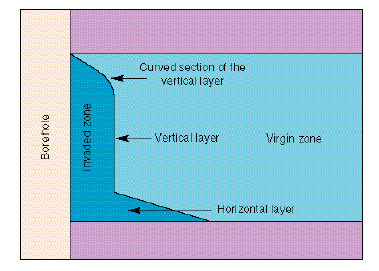 Curved section of the
vertical layer
Borehole
Invaded zone
Vertical layer
Virgin zone
Horizontal layer